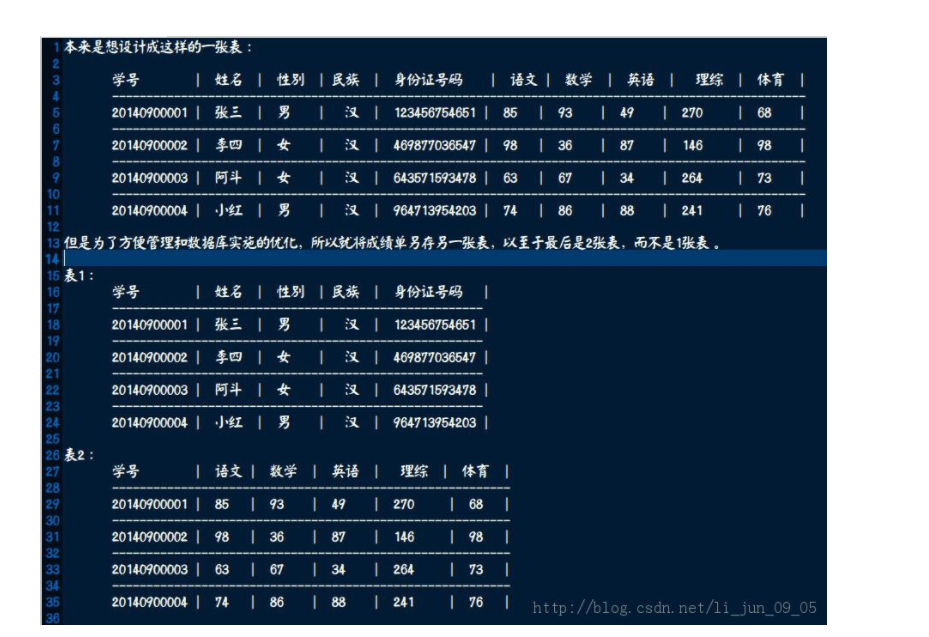 1 本来是想设计成这样的一张表：
2
3 学号 | 姓名 | 性别 | 民族 | 身份证号码 | 语文 | 数学 | 英语 | 理综 | 体育 |
4 --------------------------------------------------------------------------------
5 20140900001 | 张三 | 男 | 汉 | 123456754651 | 85 | 93 | 49 | 270 | 68 |
6 --------------------------------------------------------------------------------
7 20140900002 | 李四 | 女 | 汉 | 469877036547 | 98 | 36 | 87 | 146 | 98 |
8 --------------------------------------------------------------------------------
9 20140900003 | 阿斗 | 女 | 汉 | 643571593478 | 63 | 67 | 34 | 264 | 73 |
10 --------------------------------------------------------------------------------
11 20140900004 | 小红 | 男 | 汉 | 964713954203 | 74 | 86 | 88 | 241 | 76 |
12
13 但是为了方便管理和数据库实施的优化，所以就将成绩单另存另一张表，以至于最后是2张表，而不是1张表。
14
15 表1：
16 学号 | 姓名 | 性别 | 民族 | 身份证号码 |
17 -------------------------------------------
18 20140900001 | 张三 | 男 | 汉 | 123456754651 |
19 -------------------------------------------
20 20140900002 | 李四 | 女 | 汉 | 469877036547 |
21 -------------------------------------------
22 20140900003 | 阿斗 | 女 | 汉 | 643571593478 |
23 -------------------------------------------
24 20140900004 | 小红 | 男 | 汉 | 964713954203 |
25
26 表2：
27 学号 | 语文 | 数学 | 英语 | 理综 | 体育 |
28 ----------------------------------------------
29 20140900001 | 85 | 93 | 49 | 270 | 68 |
30 ----------------------------------------------
31 20140900002 | 98 | 36 | 87 | 146 | 98 |
32 ----------------------------------------------
33 20140900003 | 63 | 67 | 34 | 264 | 73 |
34 ----------------------------------------------
35 20140900004 | 74 | 86 | 88 | 241 | 76 |
36
http://blog.csdn.net/li_jun_09_05